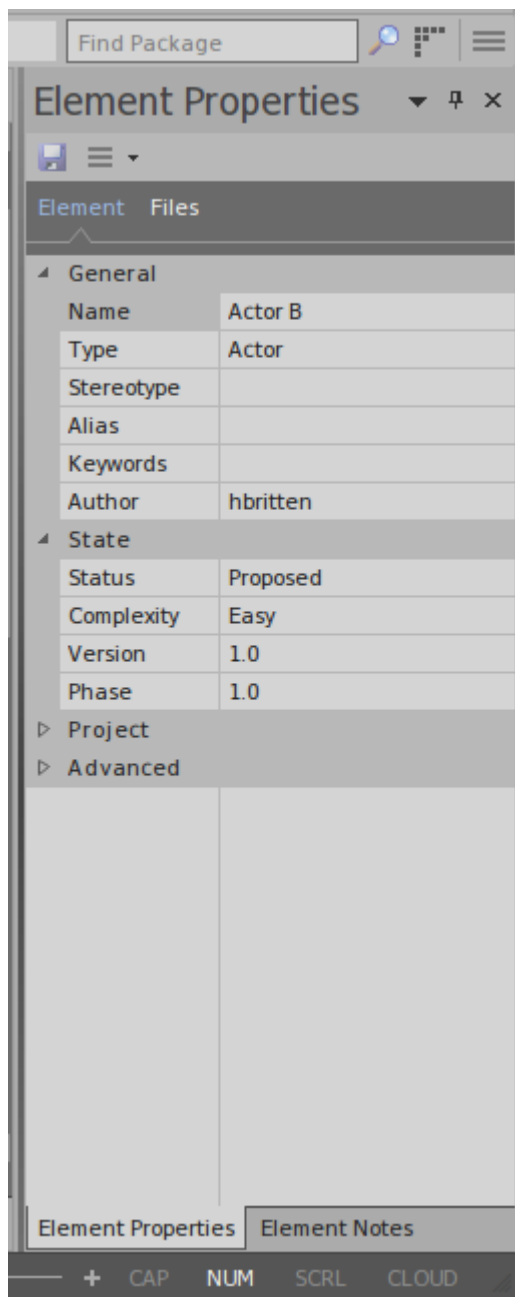 Find Package
Element Properties
Element Files
General
Name Actor B
Type Actor
Stereotype
Alias
Keywords
Author hbritten
State
Status Proposed
Complexity Easy
Version 1.0
Phase 1.0
Project
Advanced
Element Properties Element Notes
+ CAP NUM SCRL CLOUD